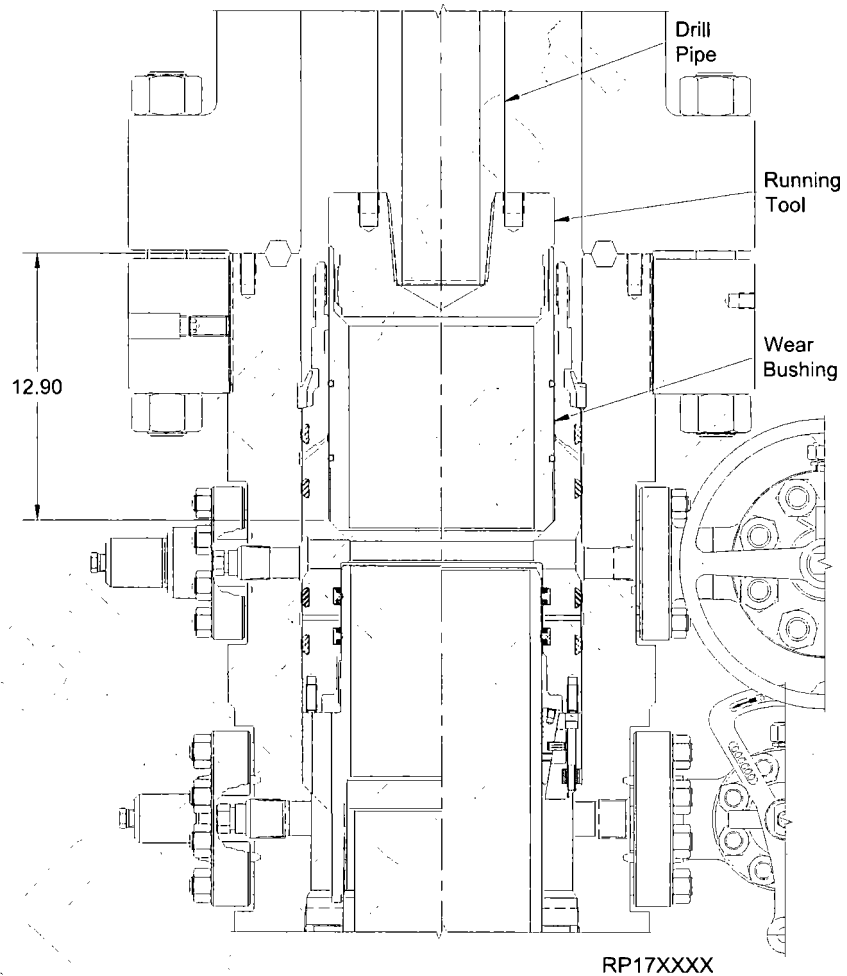 Drill
Pipe
Running
Tool
Wear
Bushing
12.90
RP17XXXX